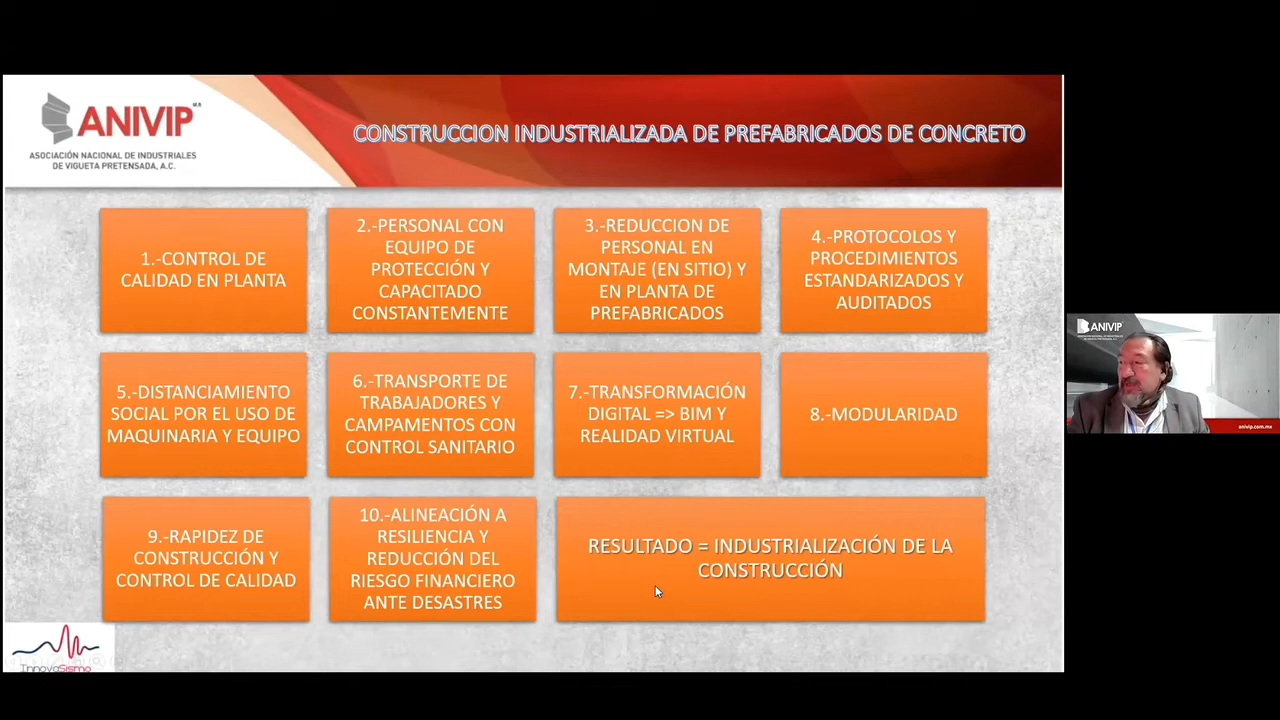 ANIVIP
M.R
ASOCIACIÓN NACIONAL DE INDUSTRIALES
DE VIGUETA PRETENSADA, A.C.
CONSTRUCCION INDUSTRIALIZADA DE PREFABRICADOS DE CONCRETO
1.-CONTROL DE
CALIDAD EN PLANTA
2.-PERSONAL CON
EQUIPO DE
PROTECCIÓN Y
CAPACITADO
CONSTANTEMENTE
3.-REDUCCION DE
PERSONAL EN
MONTAJE (EN SITIO) Y
EN PLANTA DE
PREFABRICADOS
4.-PROTOCOLOS Y
PROCEDIMIENTOS
ESTANDARIZADOS Y
AUDITADOS
5.-DISTANCIAMIENTO
SOCIAL POR EL USO DE
MAQUINARIA Y EQUIPO
6.-TRANSPORTE DE
TRABAJADORES Y
CAMPAMENTOS CON
CONTROL SANITARIO
7.-TRANSFORMACIÓN
DIGITAL => BIM Y
REALIDAD VIRTUAL
8.-MODULARIDAD
9.-RAPIDEZ DE
CONSTRUCCIÓN Y
CONTROL DE CALIDAD
10.-ALINEACIÓN A
RESILIENCIA Y
REDUCCIÓN DEL
RIESGO FINANCIERO
ANTE DESASTRES
RESULTADO = INDUSTRIALIZACIÓN DE LA
CONSTRUCCIÓN
InnovaSismo
ANIVIP
anivip.com.mx